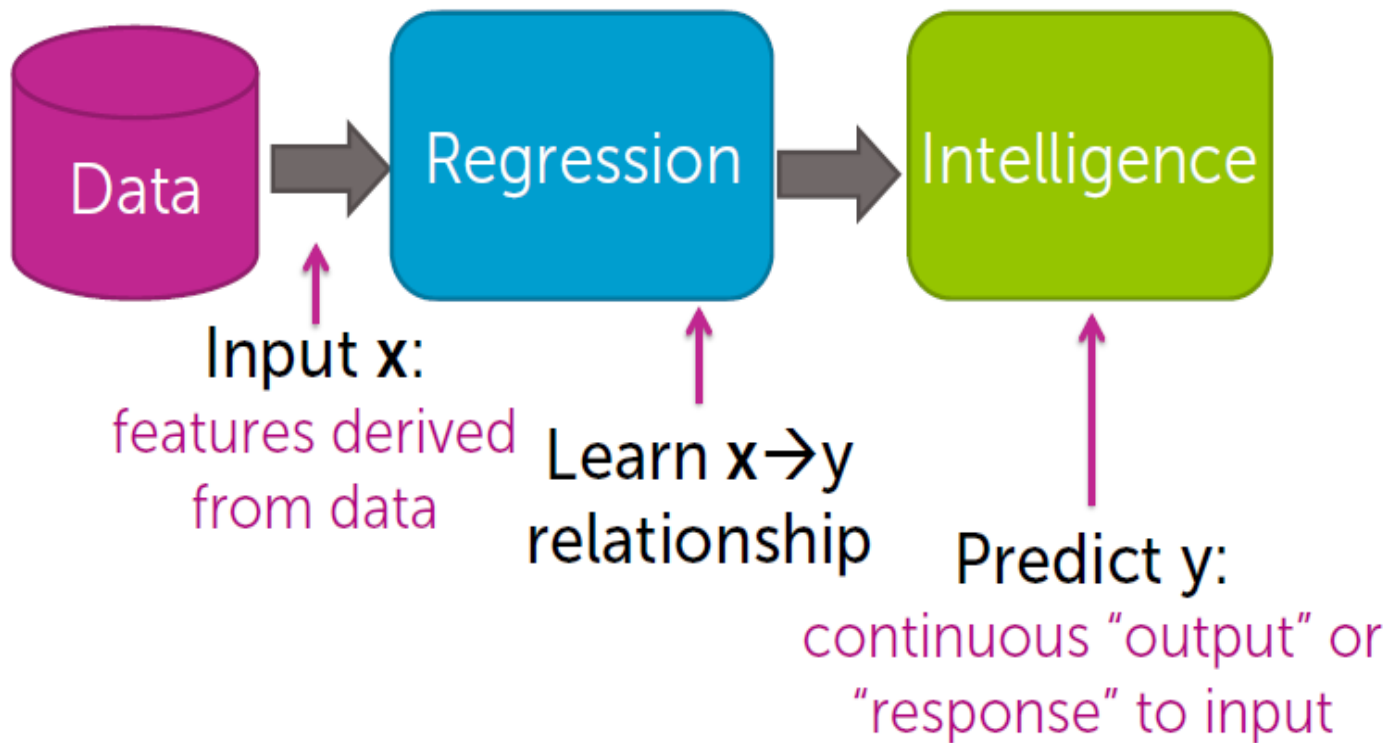 Data
Regression
Intelligence
Input x:
features derived
from data
Learn x→y
relationship
Predict y:
continuous “output” or
“response” to input